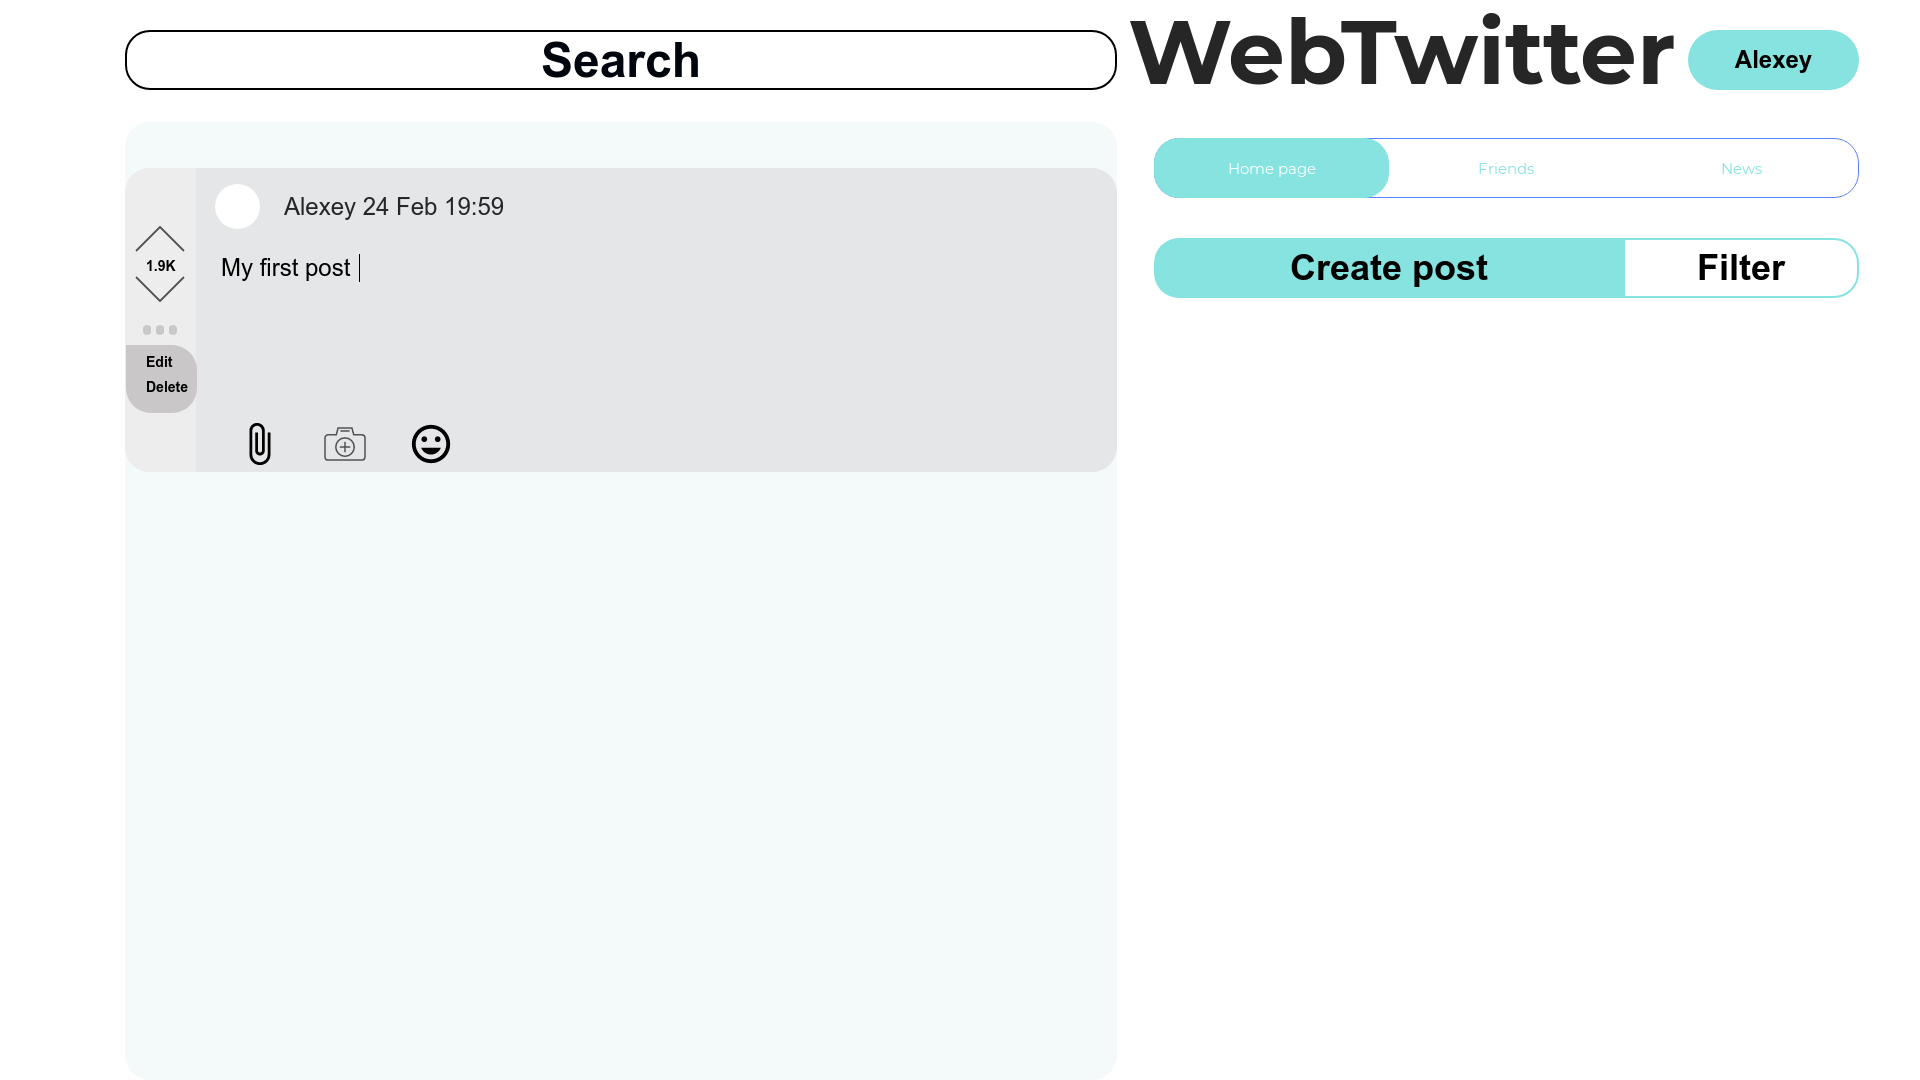 Search
WebTwitter
Alexey
Home page
Friends
News
Create post
Filter
Alexey 24 Feb 19:59
My first post
1.9K
Edit
Delete